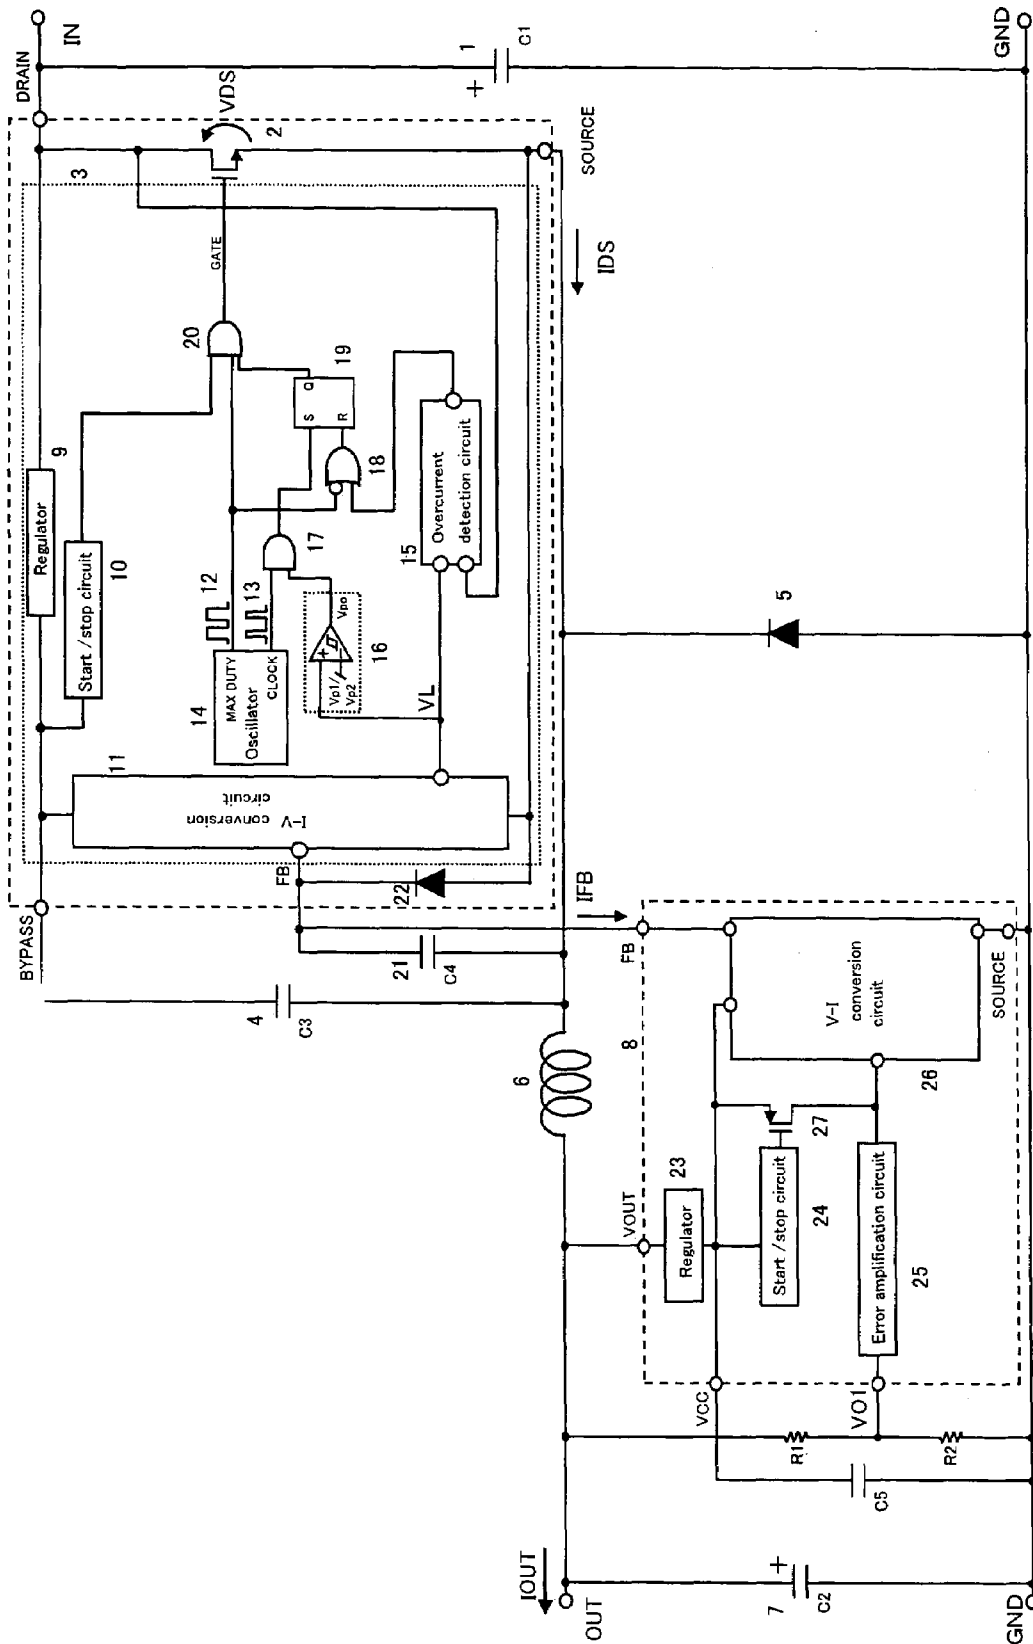 IN
DRAIN
1
C1
+
GND
VDS
2
3
SOURCE
IDS
GATE
20
9
Regulator
10
Start/stop circuit
19
S
Q
R
18
17
15
Overcurrent
detection circuit
12
13
14
MAX DUTY
Oscillator
CLOCK
16
+
-
Vp1/
Vp2
Vpo
VL
5
11
I-V
conversion
circuit
FB
22
BYPASS
21
C4
IFB
4
C3
6
8
FB
V-I
conversion
circuit
SOURCE
26
27
VOUT
23
Regulator
24
Start/stop circuit
25
Error amplification circuit
VCC
VO1
R1
R2
C5
IOUT
OUT
7
+
C2
GND